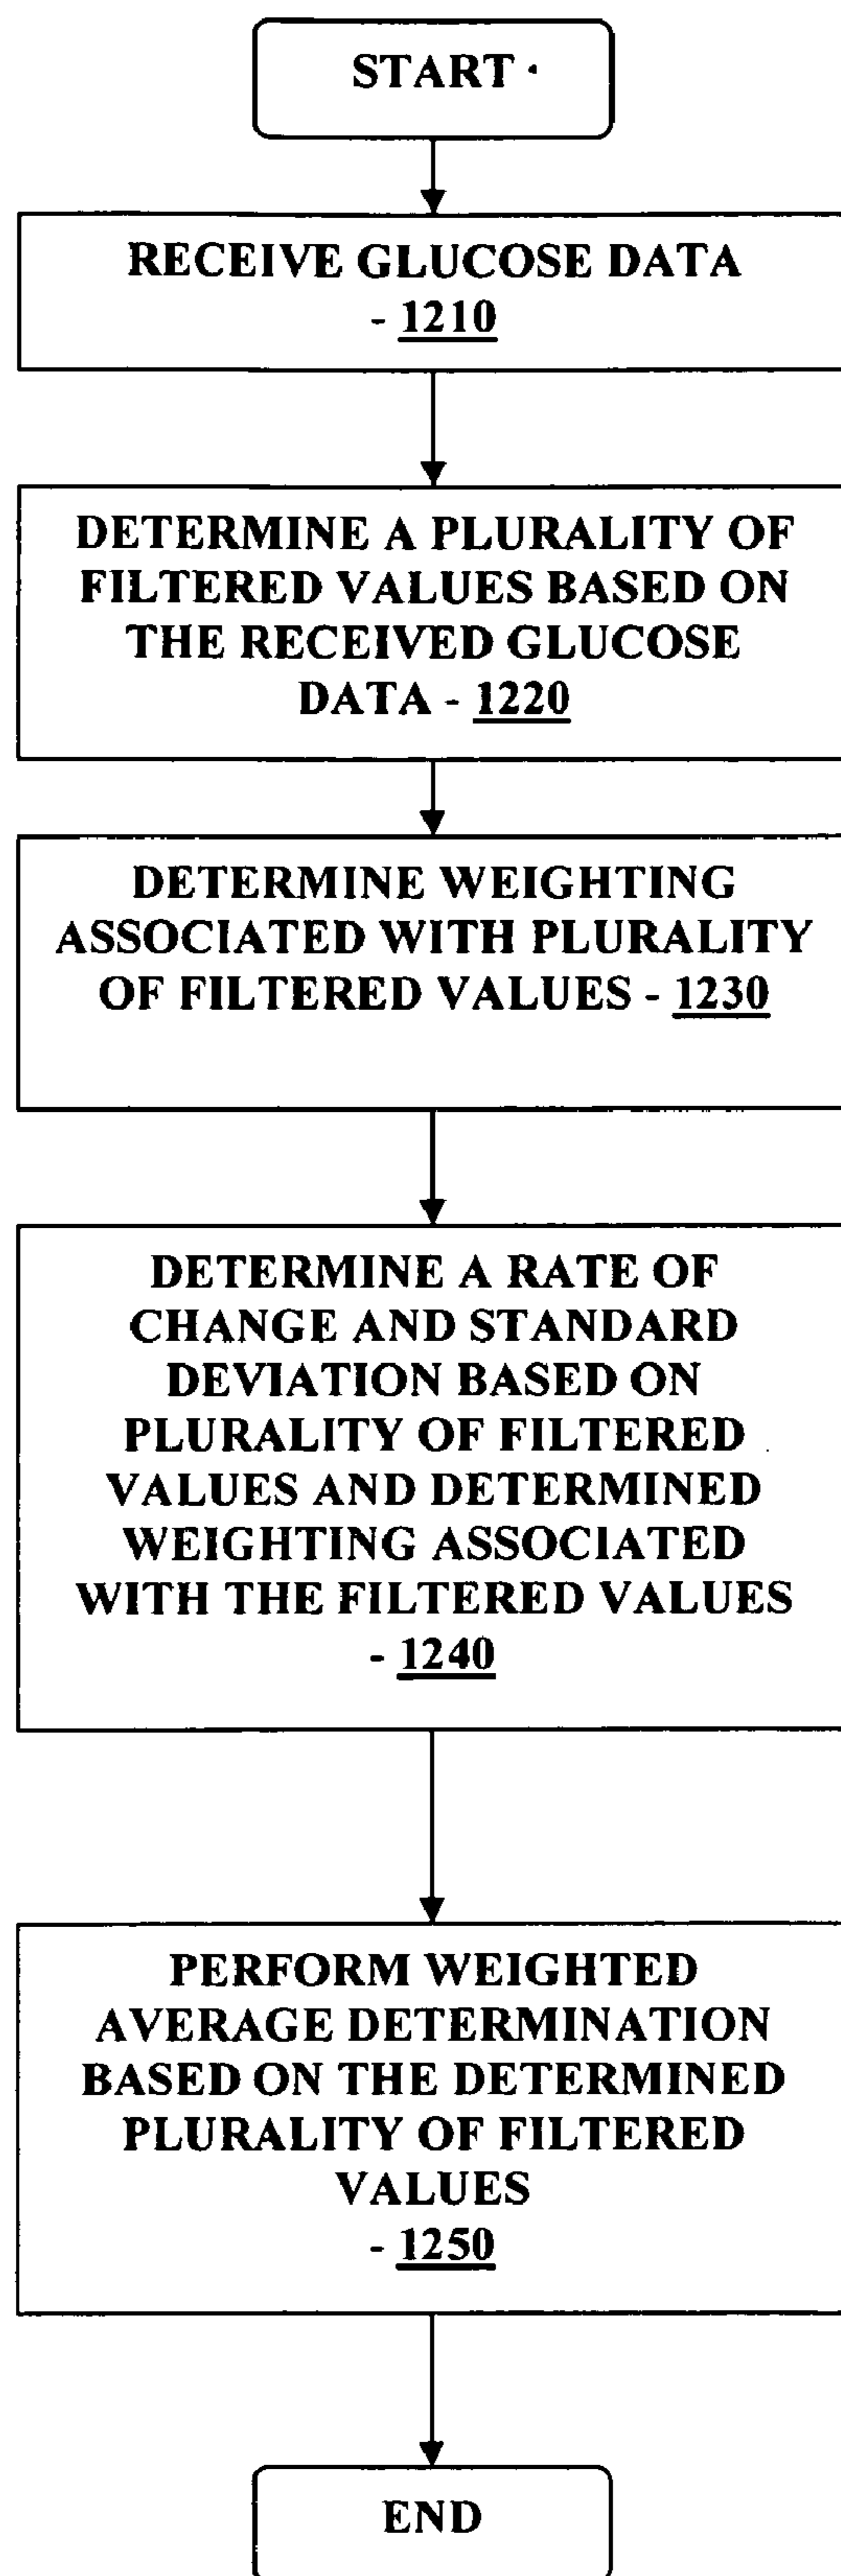 START
RECEIVE GLUCOSE DATA
- 1210
DETERMINE A PLURALITY OF
FILTERED VALUES BASED ON
THE RECEIVED GLUCOSE
DATA - 1220
DETERMINE WEIGHTING
ASSOCIATED WITH PLURALITY
OF FILTERED VALUES - 1230
DETERMINE A RATE OF
CHANGE AND STANDARD
DEVIATION BASED ON
PLURALITY OF FILTERED
VALUES AND DETERMINED
WEIGHTING ASSOCIATED
WITH THE FILTERED VALUES
- 1240
PERFORM WEIGHTED
AVERAGE DETERMINATION
BASED ON THE DETERMINED
PLURALITY OF FILTERED
VALUES
- 1250
END